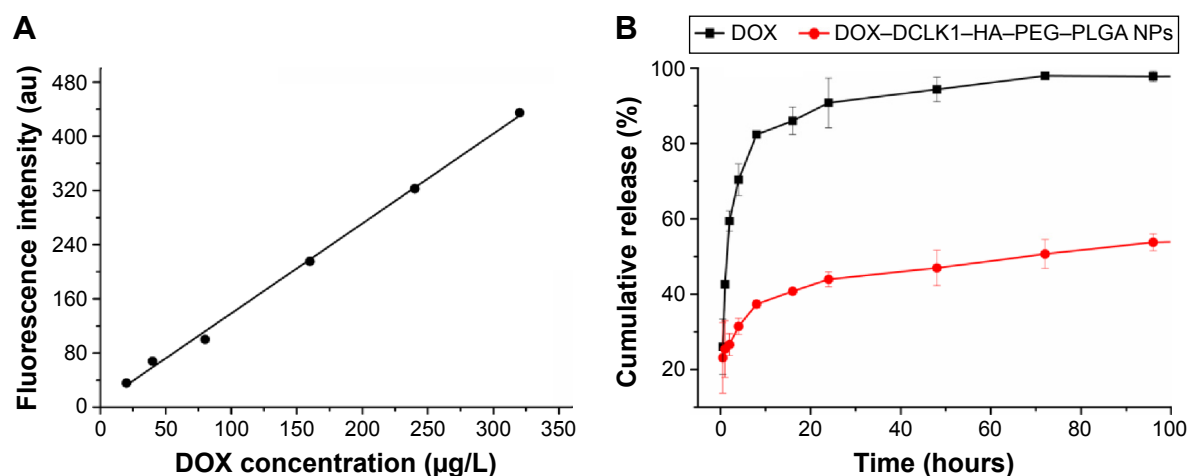 A
Fluorescence intensity (au)
480
400
320
240
160
80
0
0 50 100 150 200 250 300 350
DOX concentration (µg/L)
B
DOX DOX–DCLK1–HA–PEG–PLGA NPs
Cumulative release (%)
100
80
60
40
20
0 20 40 60 80 100
Time (hours)